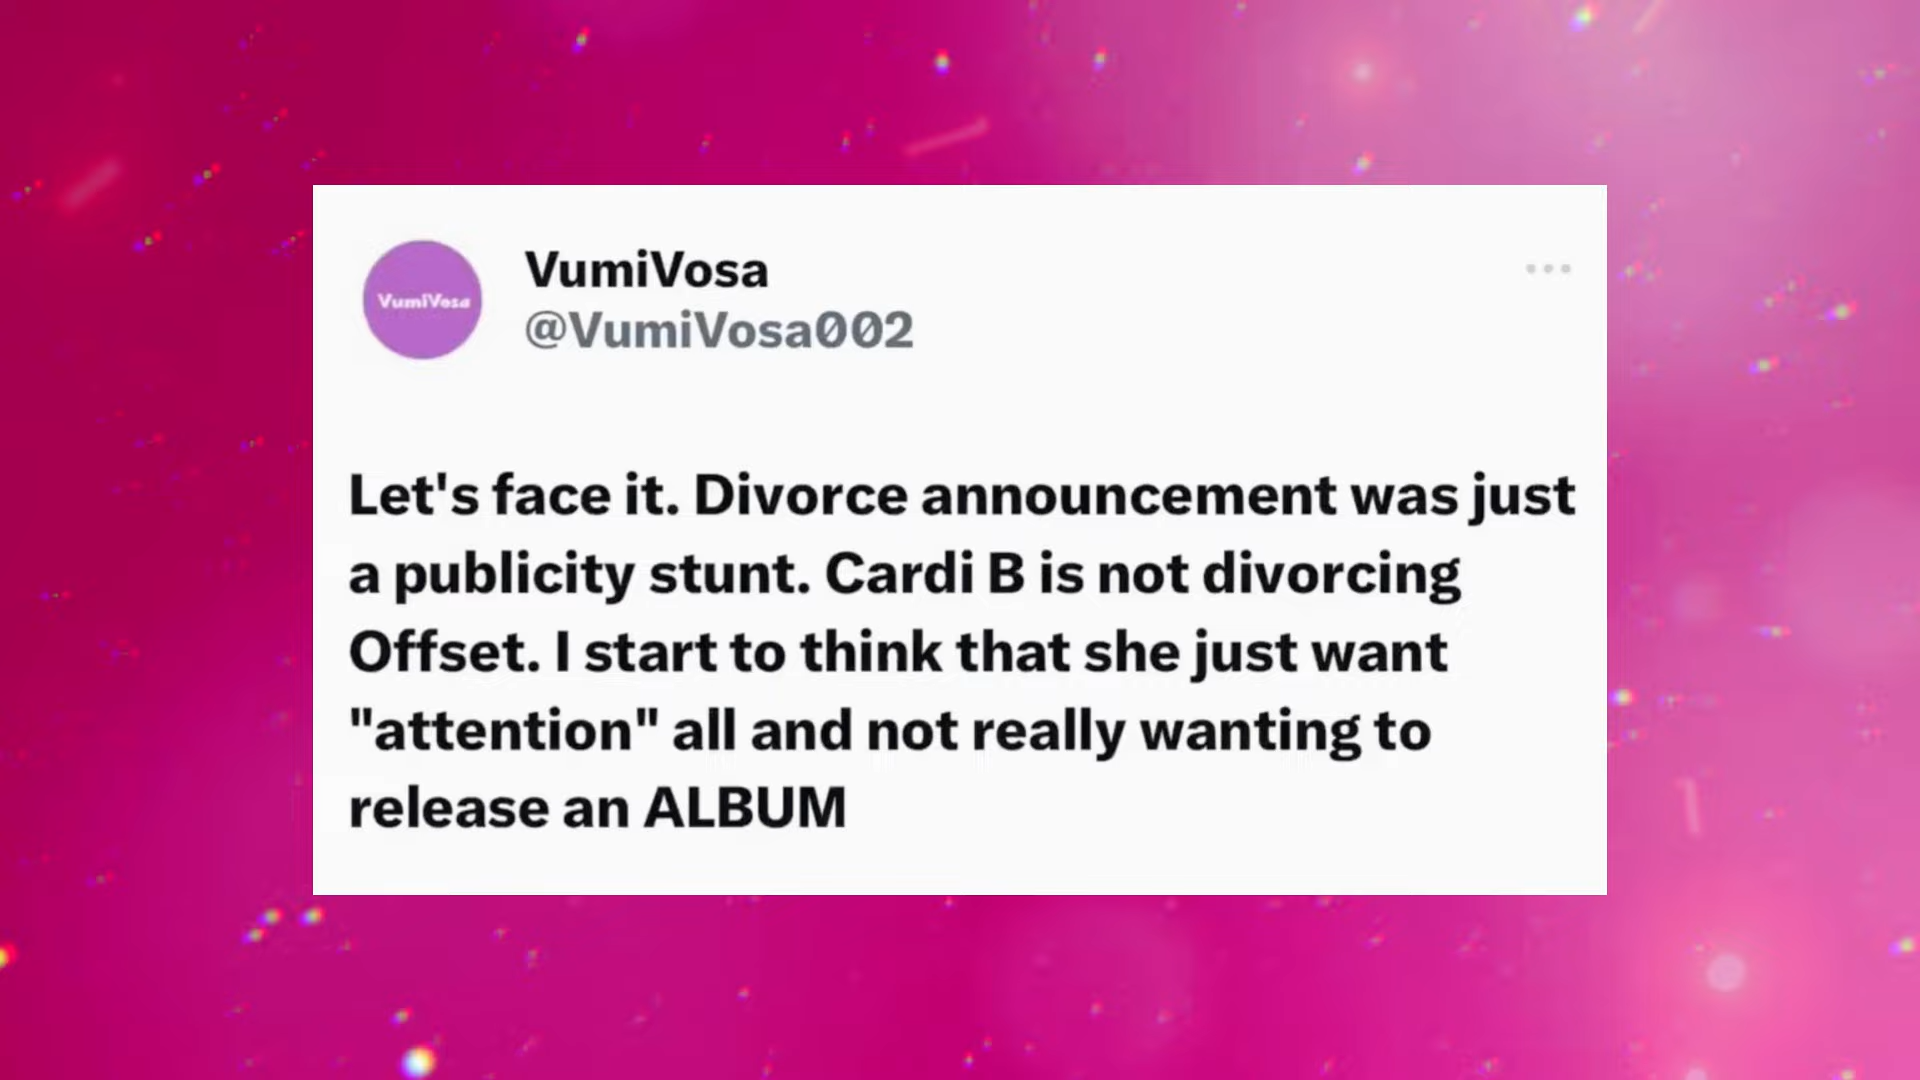 VumiVosa
VumiVosa
@VumiVosa002
Let's face it. Divorce announcement was just
a publicity stunt. Cardi B is not divorcing
Offset. I start to think that she just want
"attention" all and not really wanting to
release an ALBUM